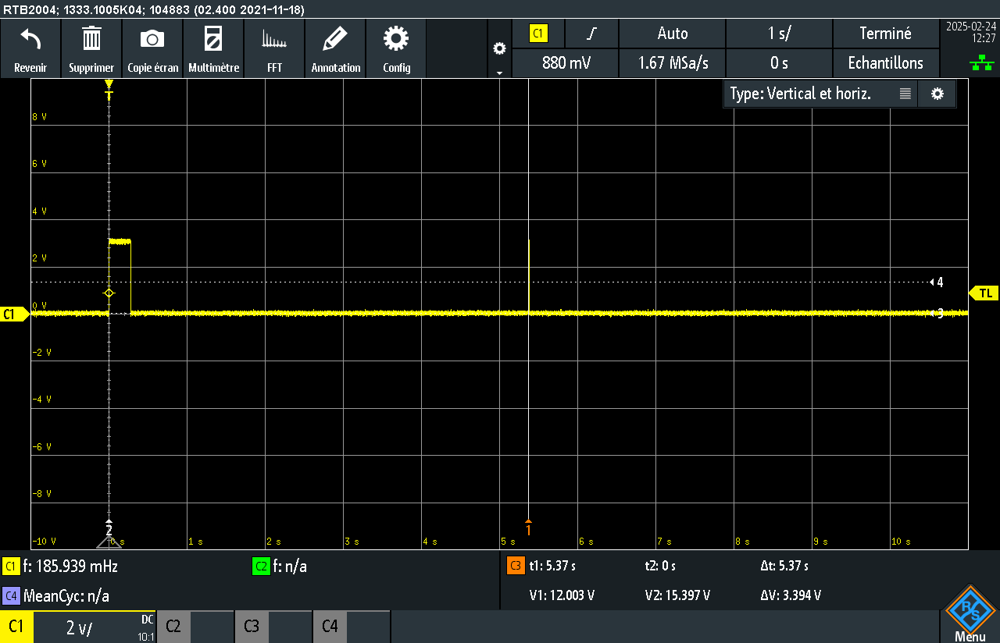 RTB2004; 1333.1005K04; 104883 (02.400 2021-11-18)
Revenir
Supprimer
Copie écran
Multimètre
FFT
Annotation
Config
C1
Auto
1 s/
Terminé
880 mV
1.67 MSa/s
0 s
Echantillons
2025-02-24
12:27
Type: Vertical et horiz.
T
8 V
6 V
4 V
2 V
0 V
-2 V
-4 V
-6 V
-8 V
-10 V
C1
4
3
TL
2
1
0 s
1 s
2 s
3 s
4 s
5 s
6 s
7 s
8 s
9 s
10 s
C1 f: 185.939 mHz
C2 f: n/a
C4 MeanCyc: n/a
C3 t1: 5.37 s t2: 0 s Δt: 5.37 s
V1: 12.003 V V2: 15.397 V ΔV: 3.394 V
C1
2 v/
DC
10:1
C2
C3
C4
R
S
Menu